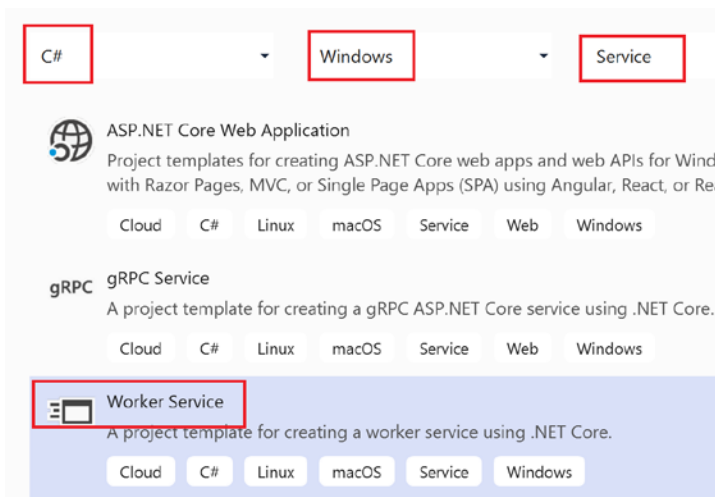 C# Windows Service
ASP.NET Core Web Application
Project templates for creating ASP.NET Core web apps and web APIs for Wind
with Razor Pages, MVC, or Single Page Apps (SPA) using Angular, React, or Re
Cloud C# Linux macOS Service Web Windows
gRPC gRPC Service
A project template for creating a gRPC ASP.NET Core service using .NET Core.
Cloud C# Linux macOS Service Web Windows
Worker Service
A project template for creating a worker service using .NET Core.
Cloud C# Linux macOS Service Windows